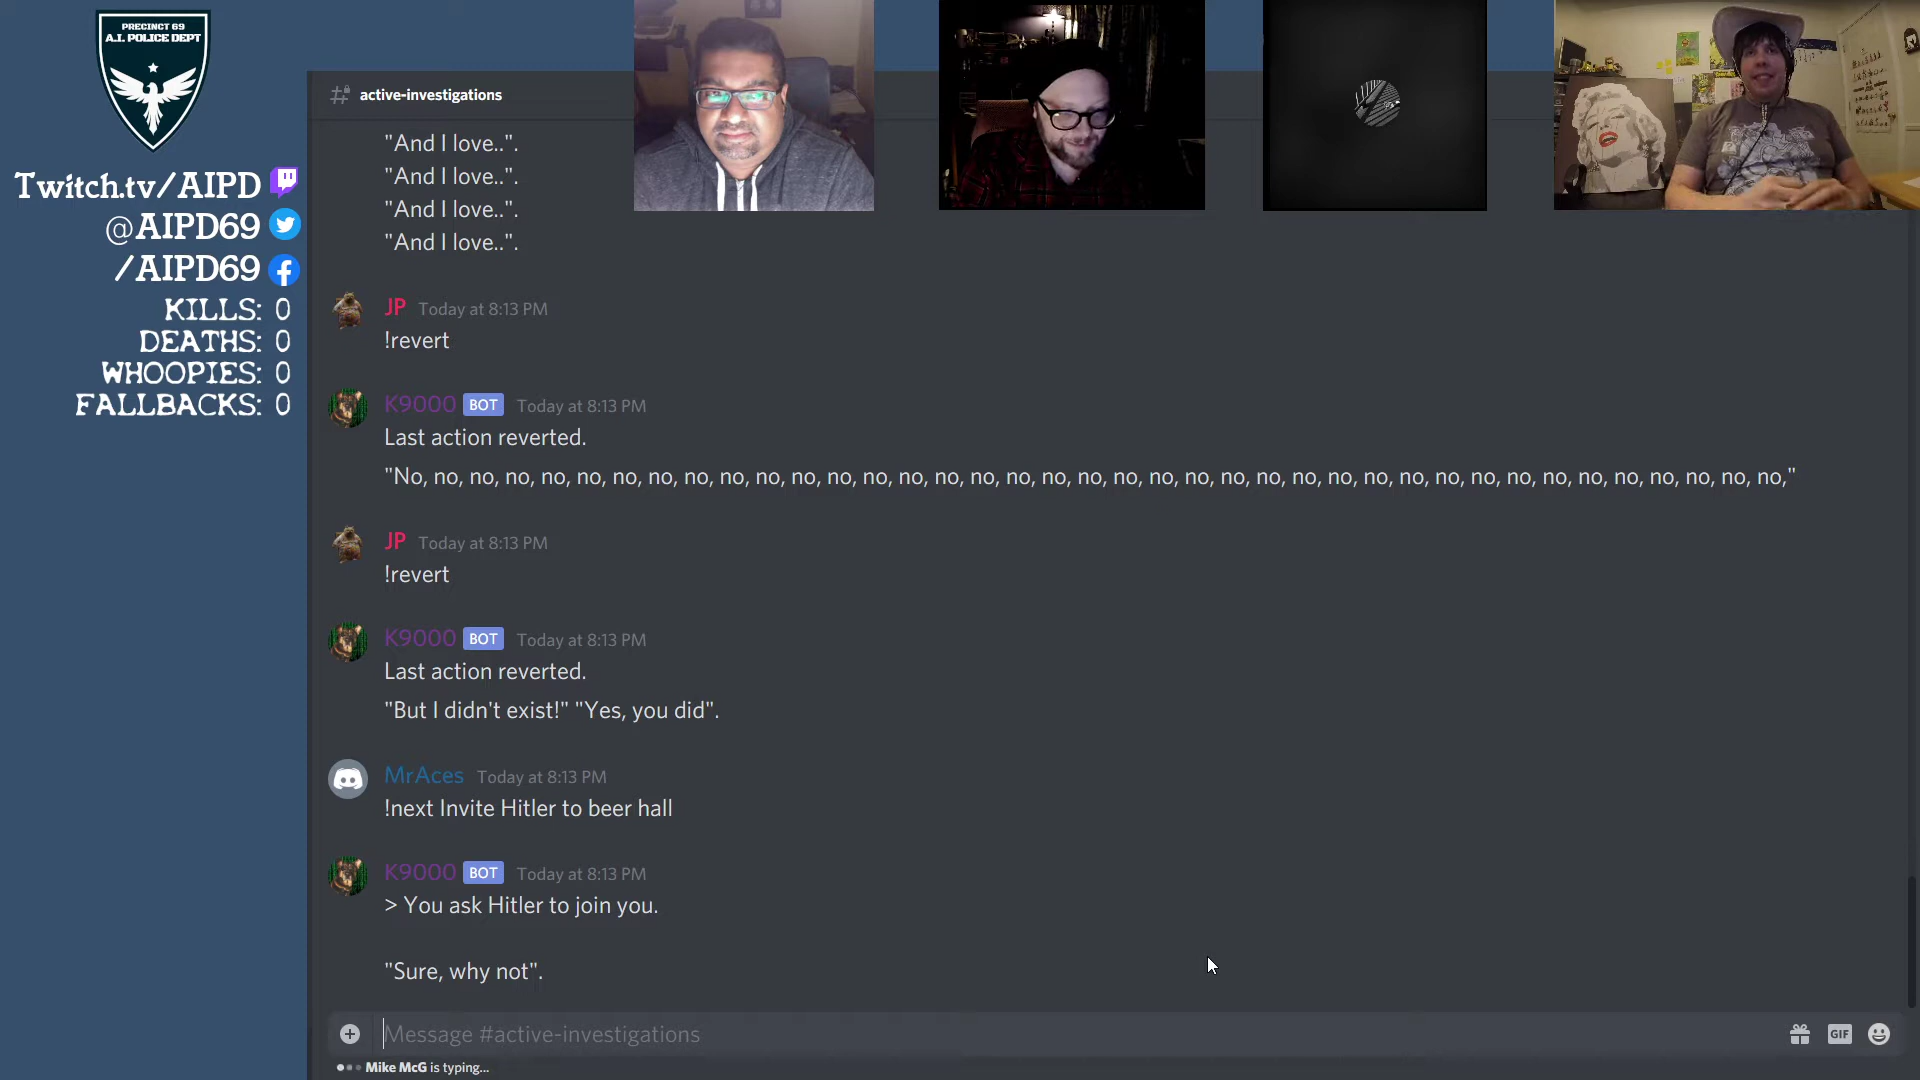 PRECINCT 69
A.I. POLICE DEPT
Twitch.tv/AIPD
@AIPD69
/AIPD69
KILLS: 0
DEATHS: 0
WHOOPIES: 0
FALLBACKS: 0
active-investigations
"And I love..".
"And I love..".
"And I love..".
"And I love..".
JP Today at 8:13 PM
!revert
K9000 BOT Today at 8:13 PM
Last action reverted.
"No, no, no, no, no, no, no, no, no, no, no, no, no, no, no, no, no, no, no, no, no, no, no, no, no, no, no, no, no, no, no, no, no, no, no, no, no, no, no,"
JP Today at 8:13 PM
!revert
K9000 BOT Today at 8:13 PM
Last action reverted.
"But I didn't exist!" "Yes, you did".
MrAces Today at 8:13 PM
!next Invite Hitler to beer hall
K9000 BOT Today at 8:13 PM
> You ask Hitler to join you.
"Sure, why not".
Message #active-investigations
GIF
Mike McG is typing...